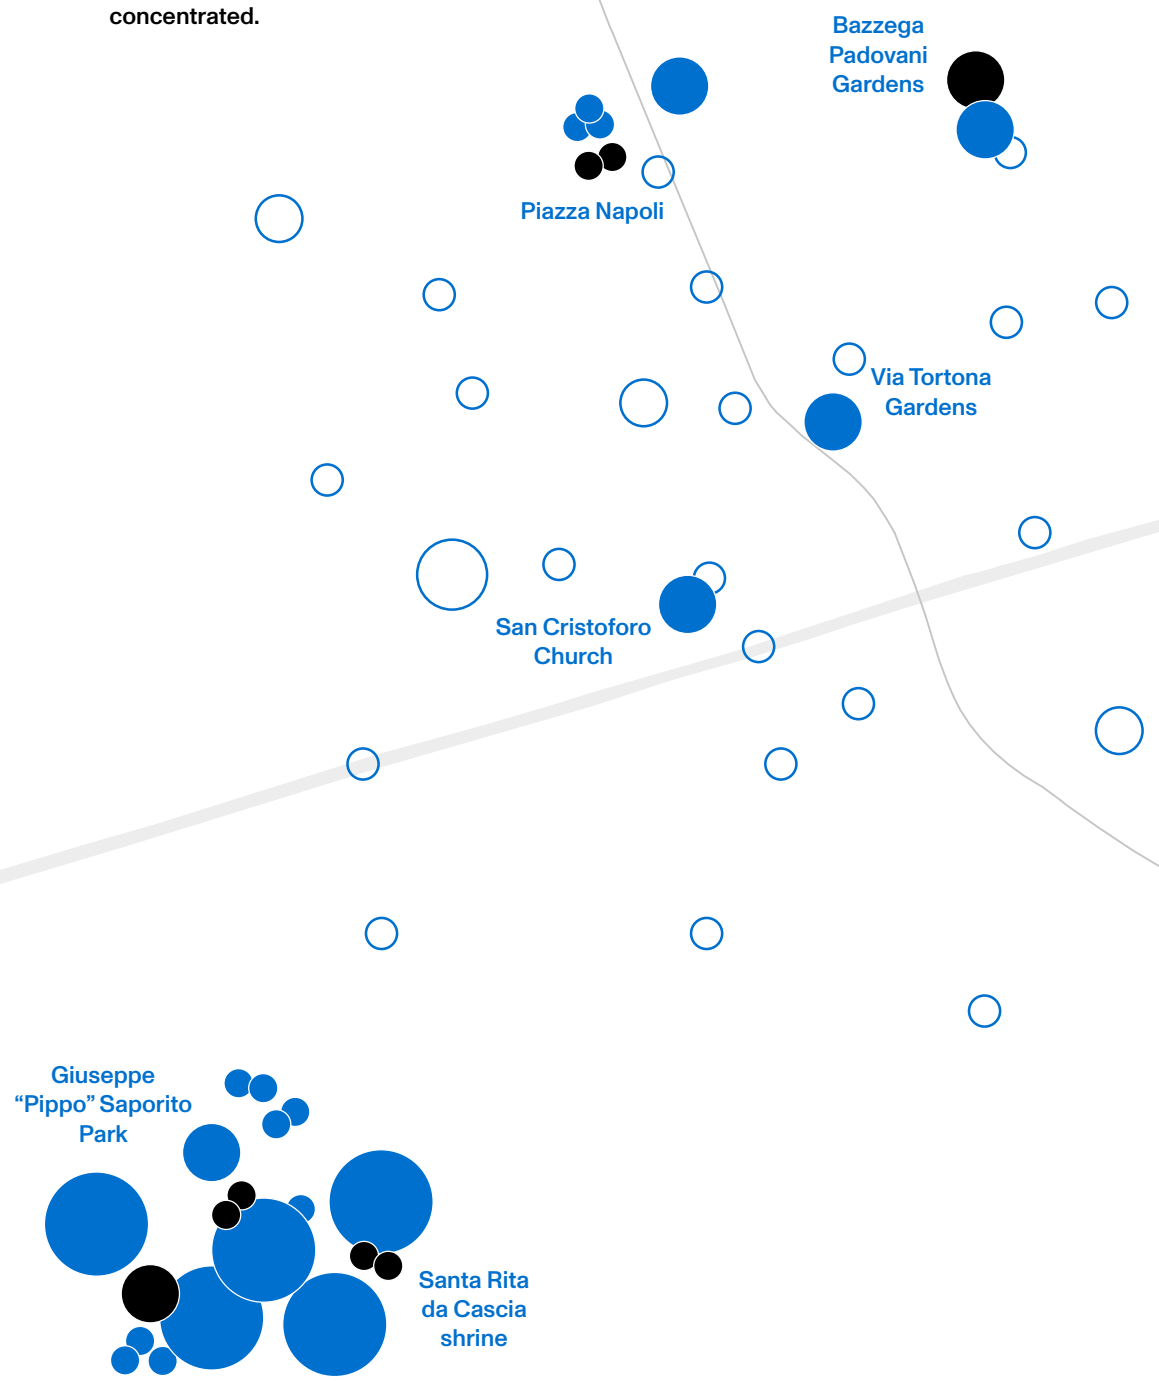 concentrated.
Bazzega
Padovani
Gardens
Piazza Napoli
Via Tortona
Gardens
San Cristoforo
Church
Giuseppe
“Pippo” Saporito
Park
Santa Rita
da Cascia
shrine